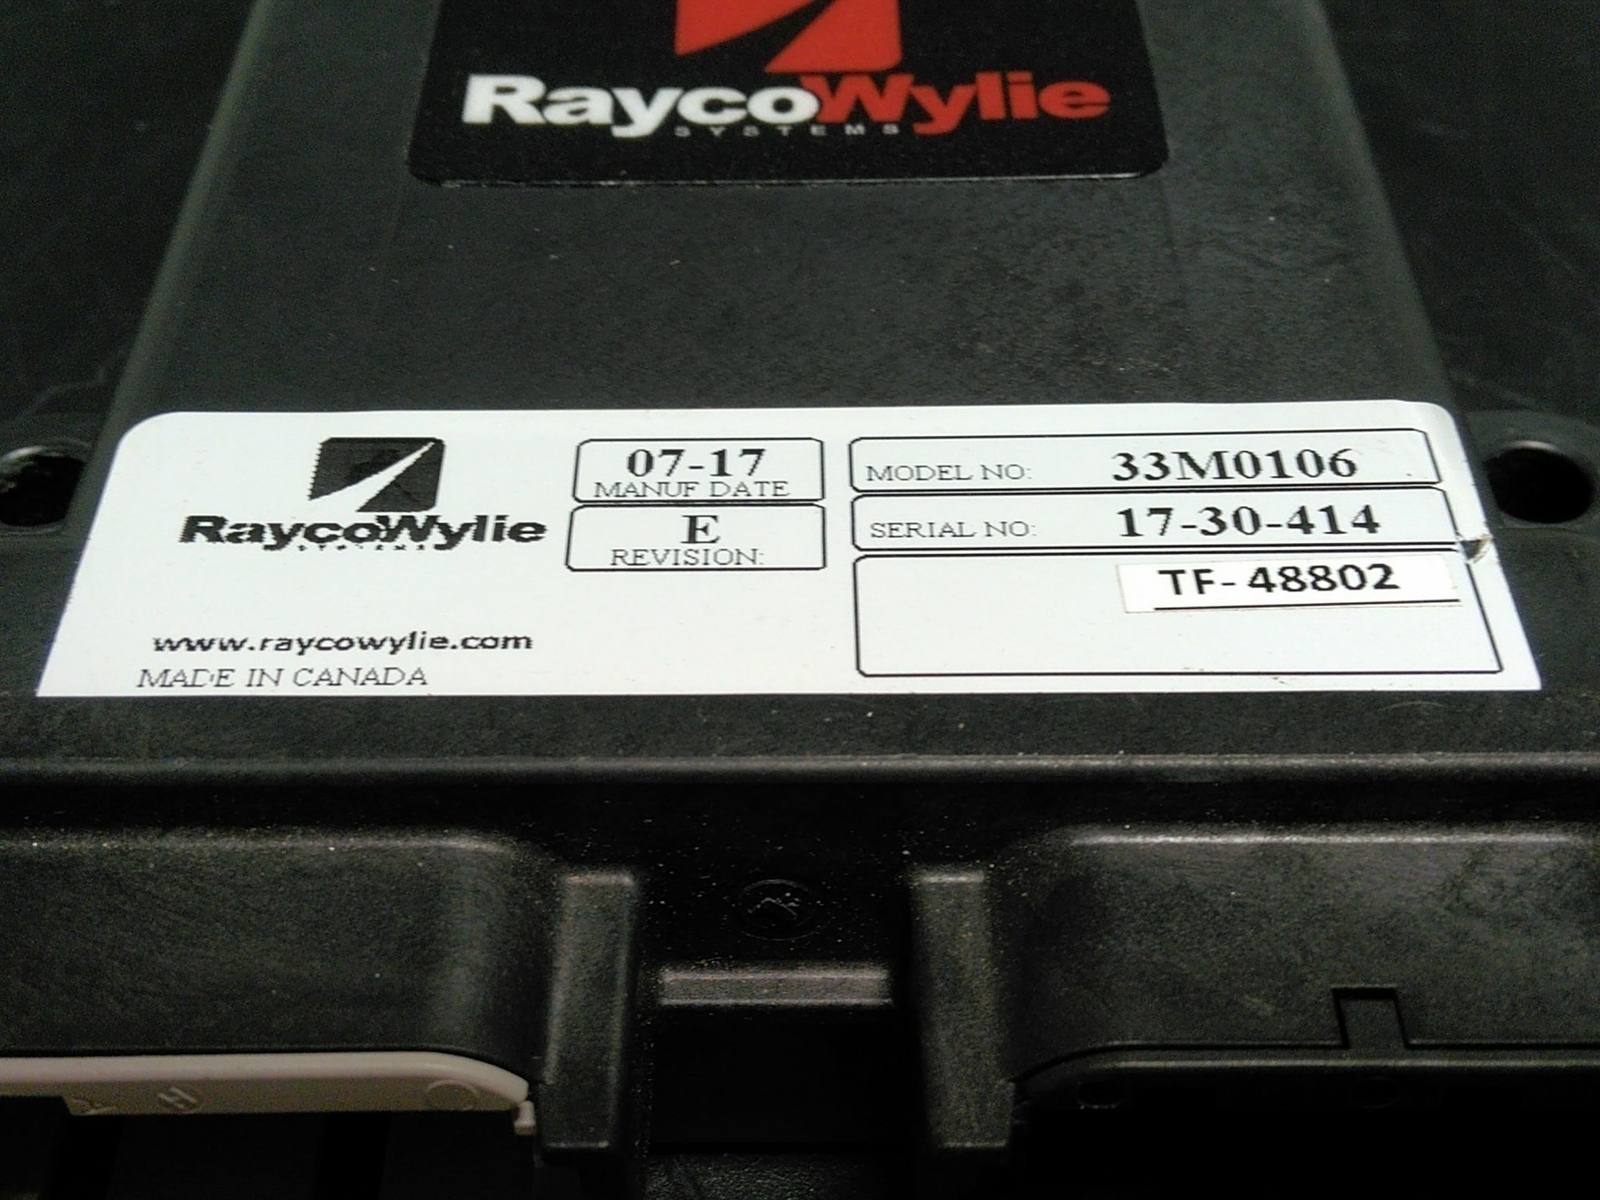 RaycoWylie
SYSTEMS
RaycoWylie
SYSTEMS
07-17
MANUF DATE
E
REVISION:
MODEL NO: 33M0106
SERIAL NO: 17-30-414
TF-48802
www.raycowylie.com
MADE IN CANADA